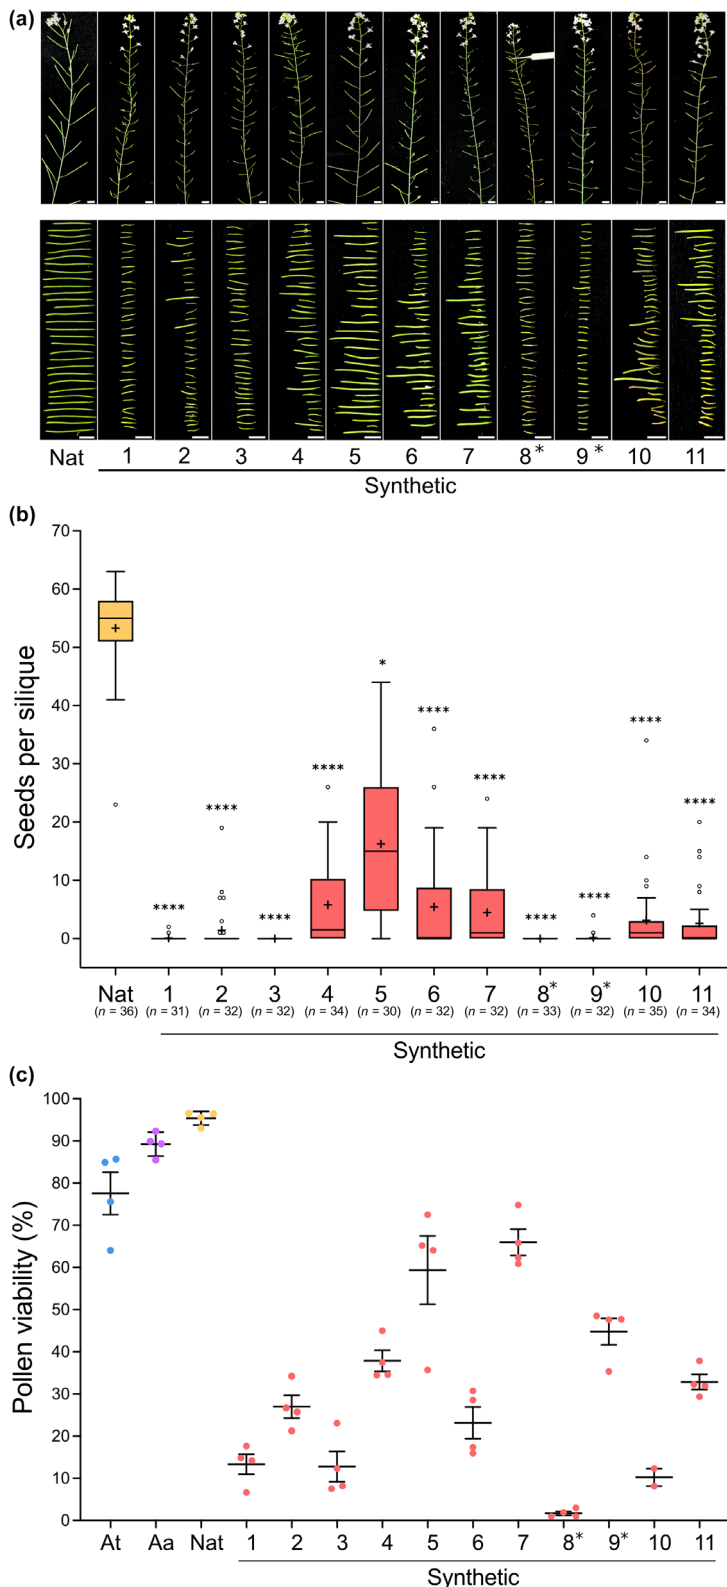 (a)
Nat 1 2 3 4 5 6 7 8* 9* 10 11
Synthetic
(b)
70
60
50
40
30
20
10
0
Seeds per silique
**** **** **** **** * **** **** **** **** **** ****
Nat 1 2 3 4 5 6 7 8* 9* 10 11
(n = 36) (n = 31) (n = 32) (n = 32) (n = 34) (n = 30) (n = 32) (n = 32) (n = 33) (n = 32) (n = 35) (n = 34)
Synthetic
(c)
100
90
80
70
60
50
40
30
20
10
0
Pollen viability (%)
At Aa Nat 1 2 3 4 5 6 7 8* 9* 10 11
Synthetic